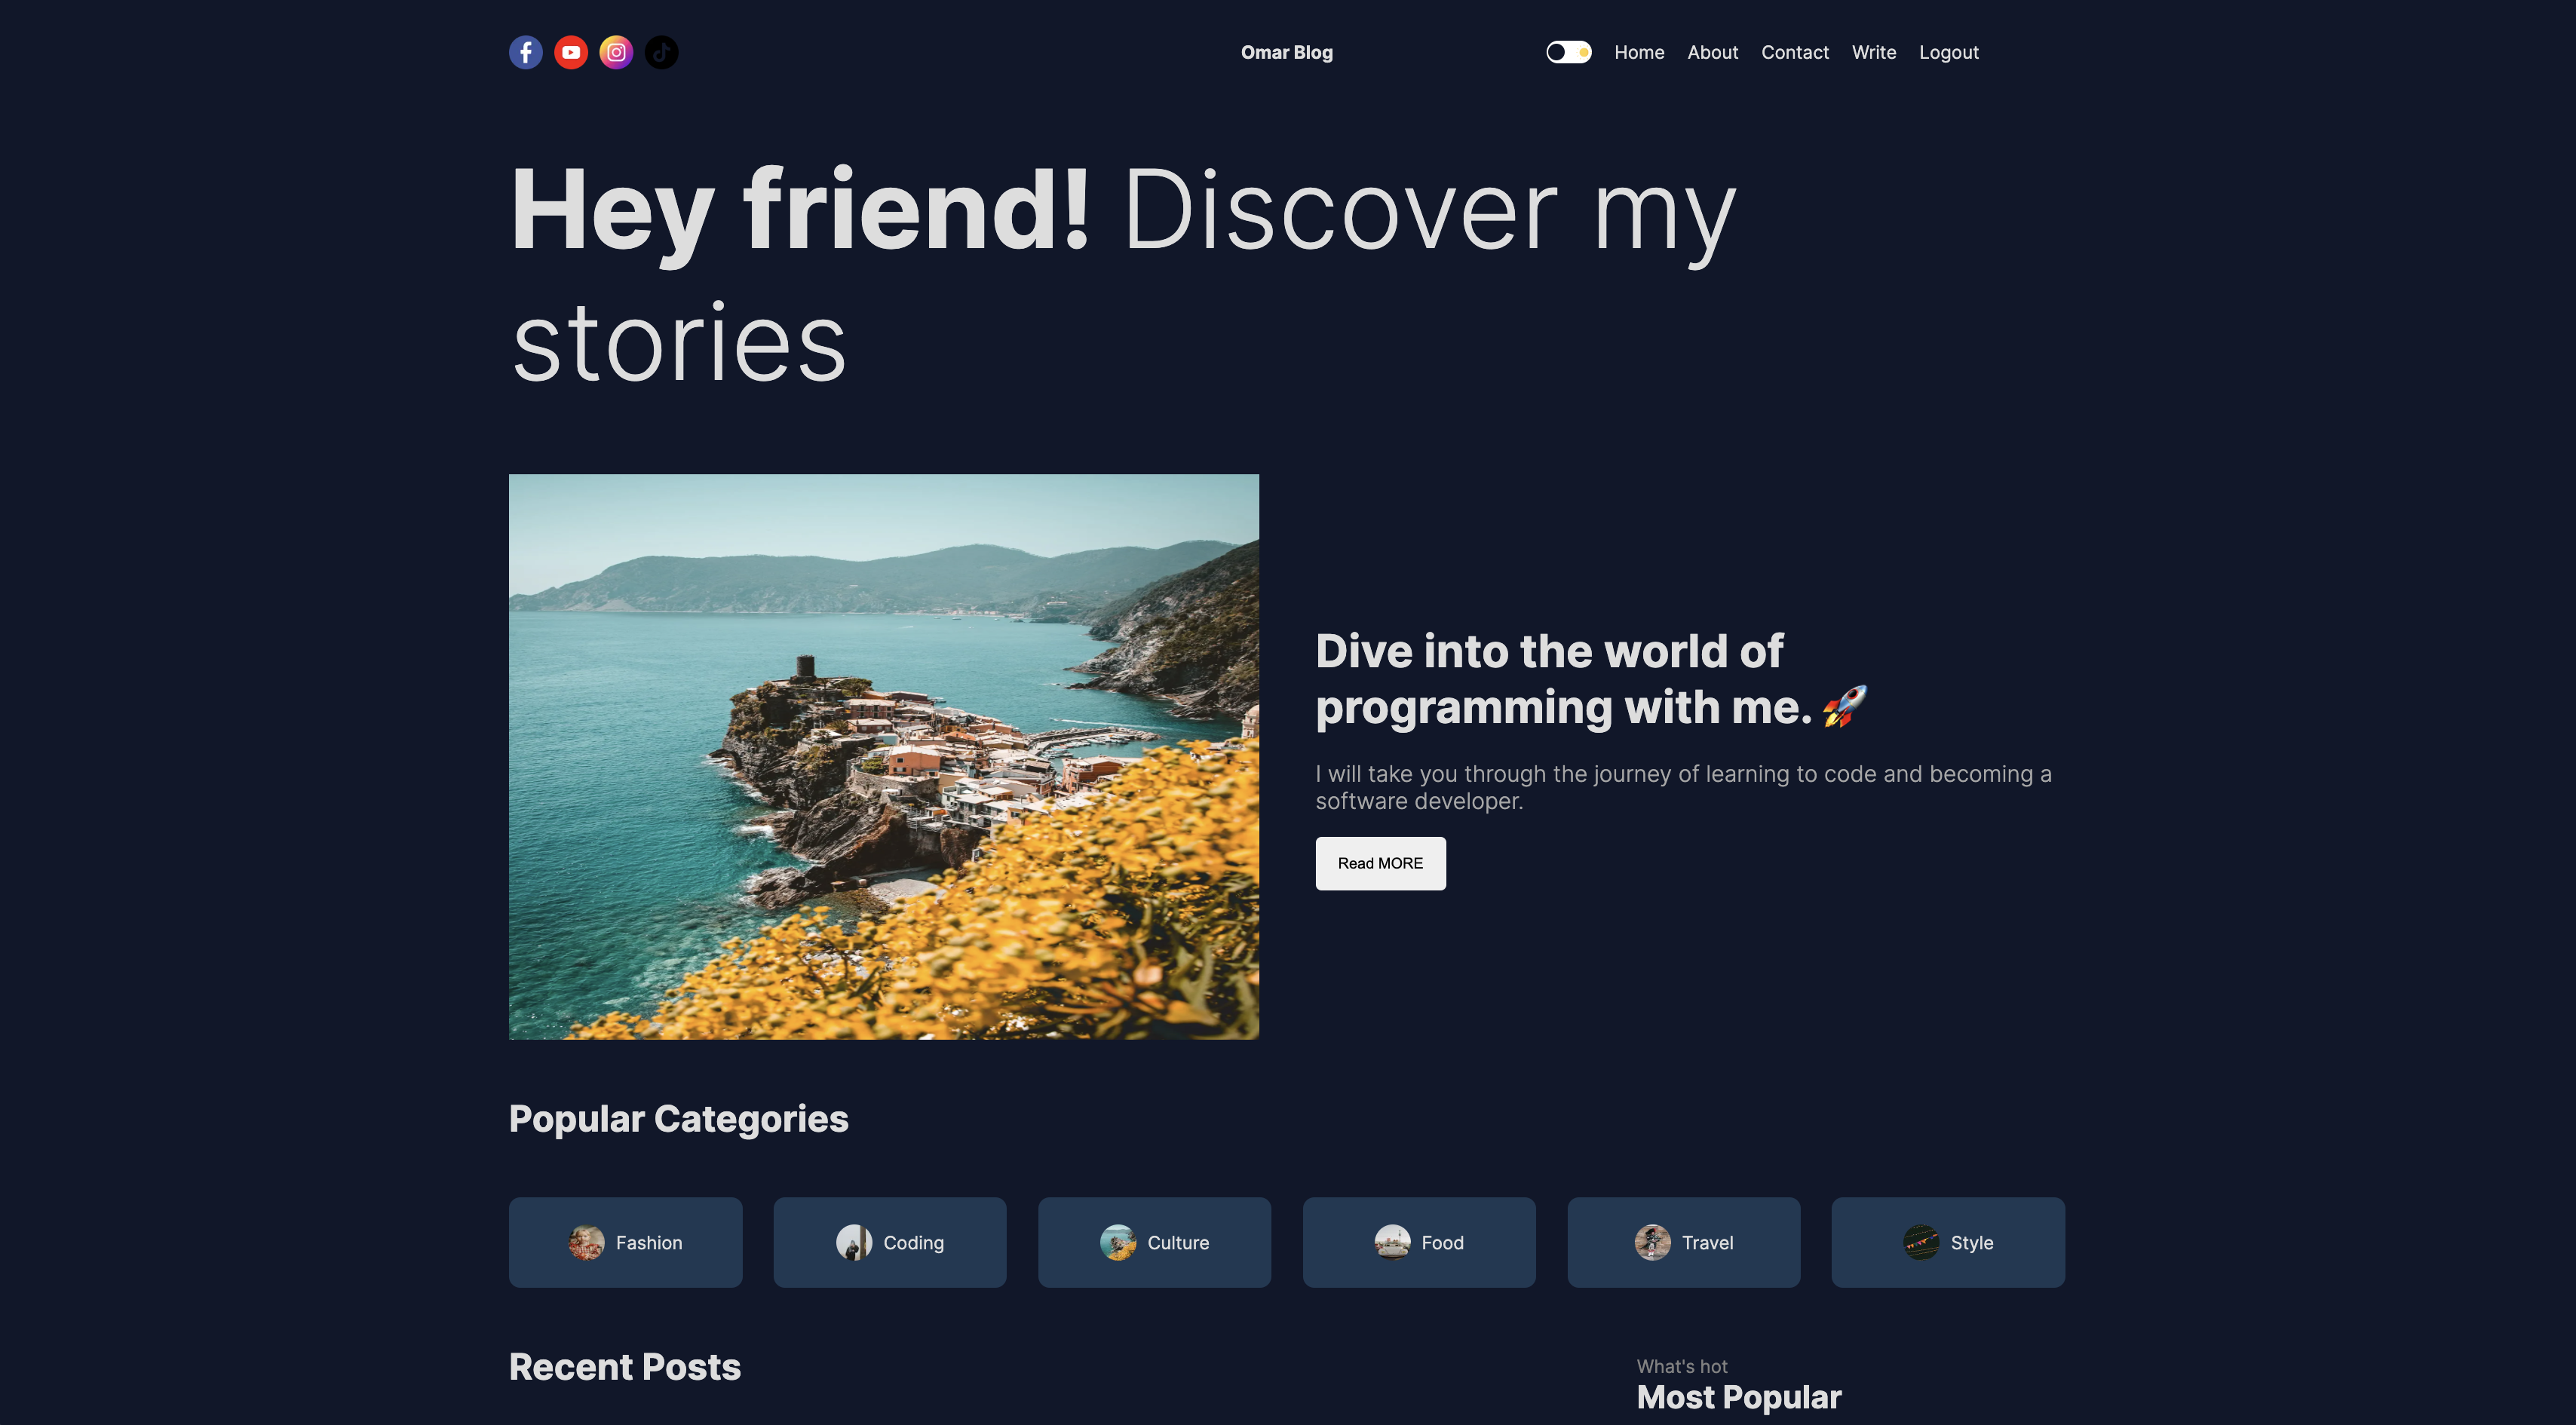 Omar Blog
Home About Contact Write Logout
Hey friend! Discover my
stories
Dive into the world of
programming with me. 🚀
I will take you through the journey of learning to code and becoming a
software developer.
Read MORE
Popular Categories
Fashion
Coding
Culture
Food
Travel
Style
Recent Posts
What's hot
Most Popular